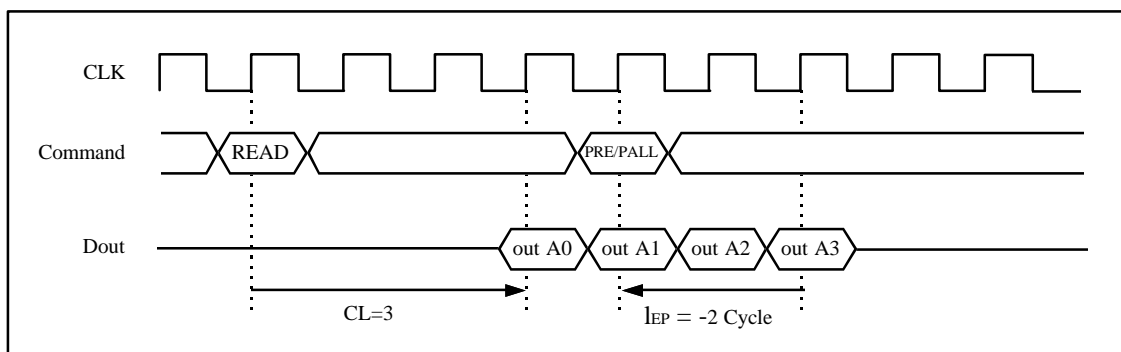 CLK
Command
READ
PRE/PALL
Dout
out A0
out A1
out A2
out A3
CL=3
lEP = -2 Cycle